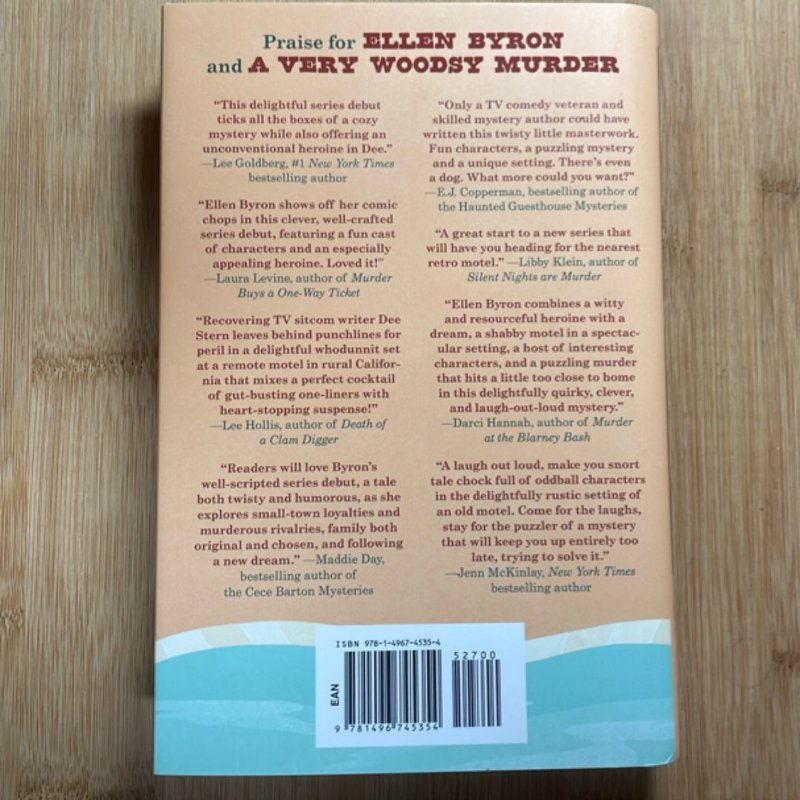 Praise for ELLEN BYRON
and A VERY WOODSY MURDER
"This delightful series debut
ticks all the boxes of a cozy
mystery while also offering an
unconventional heroine in Dee."
—Lee Goldberg, #1 New York Times
bestselling author
"Ellen Byron shows off her comic
chops in this clever, well-crafted
series debut, featuring a fun cast
of characters and an especially
appealing heroine. Loved it!"
—Laura Levine, author of Murder
Buys a One-Way Ticket
"Recovering TV sitcom writer Dee
Stern leaves behind punchlines for
peril in a delightful whodunnit set
at a remote motel in rural Califor-
nia that mixes a perfect cocktail
of gut-busting one-liners with
heart-stopping suspense!"
—Lee Hollis, author of Death of
a Clam Digger
"Readers will love Byron's
well-scripted series debut, a tale
both twisty and humorous, as she
explores small-town loyalties and
murderous rivalries, family both
original and chosen, and following
a new dream." —Maddie Day,
bestselling author of
the Cece Barton Mysteries
"Only a TV comedy veteran and
skilled mystery author could have
written this twisty little masterwork.
Fun characters, a puzzling mystery
and a unique setting. There's even
a dog. What more could you want?"
—E.J. Copperman, bestselling author of
the Haunted Guesthouse Mysteries
"A great start to a new series that
will have you heading for the nearest
retro motel." —Libby Klein, author of
Silent Nights are Murder
"Ellen Byron combines a witty
and resourceful heroine with a
dream, a shabby motel in a spectac-
ular setting, a host of interesting
characters, and a puzzling murder
that hits a little too close to home
in this delightfully quirky, clever,
and laugh-out-loud mystery."
—Darci Hannah, author of Murder
at the Blarney Bash
"A laugh out loud, make you snort
tale chock full of oddball characters
in the delightfully rustic setting of
an old motel. Come for the laughs,
stay for the puzzler of a mystery
that will keep you up entirely too
late, trying to solve it."
—Jenn McKinlay, New York Times
bestselling author
ISBN 978-1-4967-4535-4
52700
EAN
9 781496 745354